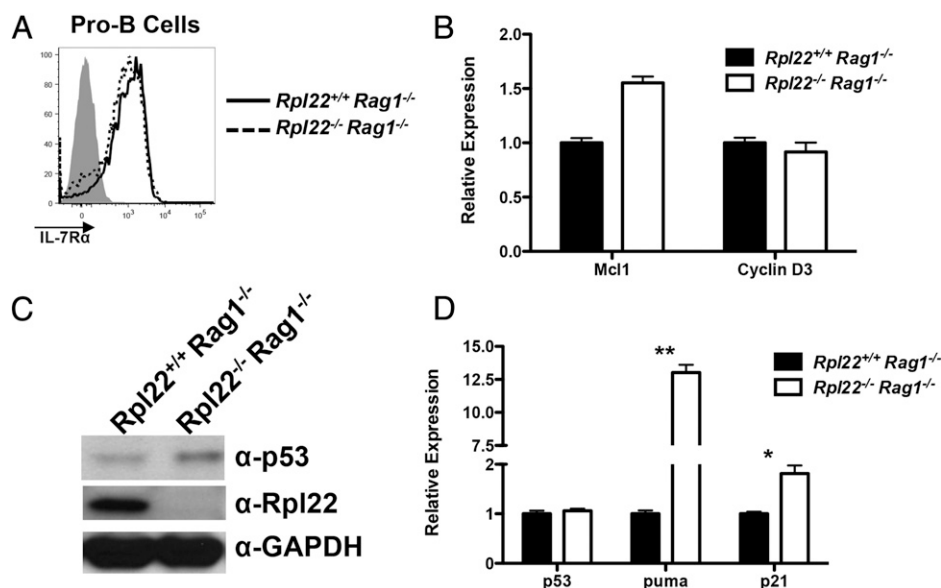 A
Pro-B Cells
100
80
60
40
20
0
0 10³ 10⁴ 10⁵
IL-7Rα
Rpl22+/+ Rag1-/-
Rpl22-/- Rag1-/-
B
Relative Expression
2.0
1.5
1.0
0.5
0.0
Mcl1 Cyclin D3
Rpl22+/+ Rag1-/-
Rpl22-/- Rag1-/-
C
Rpl22+/+ Rag1-/-
Rpl22-/- Rag1-/-
α-p53
α-Rpl22
α-GAPDH
D
Relative Expression
15.0
12.5
10.0
7.5
5.0
2
1
0
**
*
p53 puma p21
Rpl22+/+ Rag1-/-
Rpl22-/- Rag1-/-